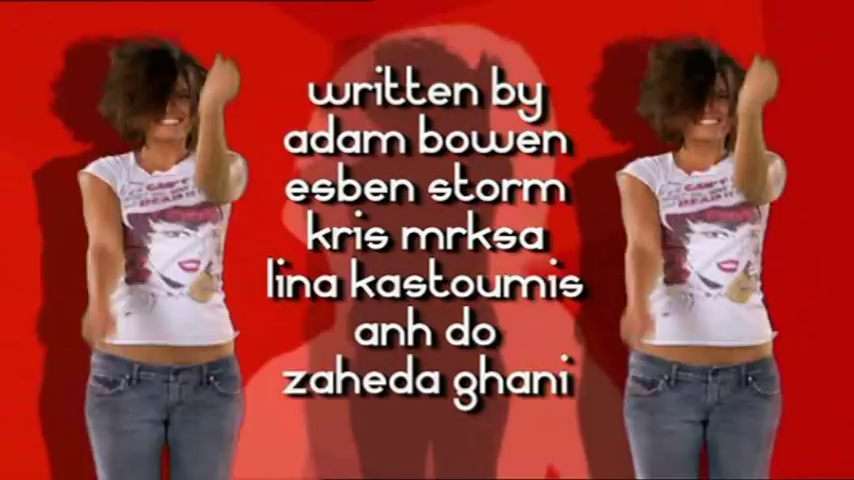 written by
adam bowen
esben storm
kris mrksa
lina kastoumis
anh do
zaheda ghani